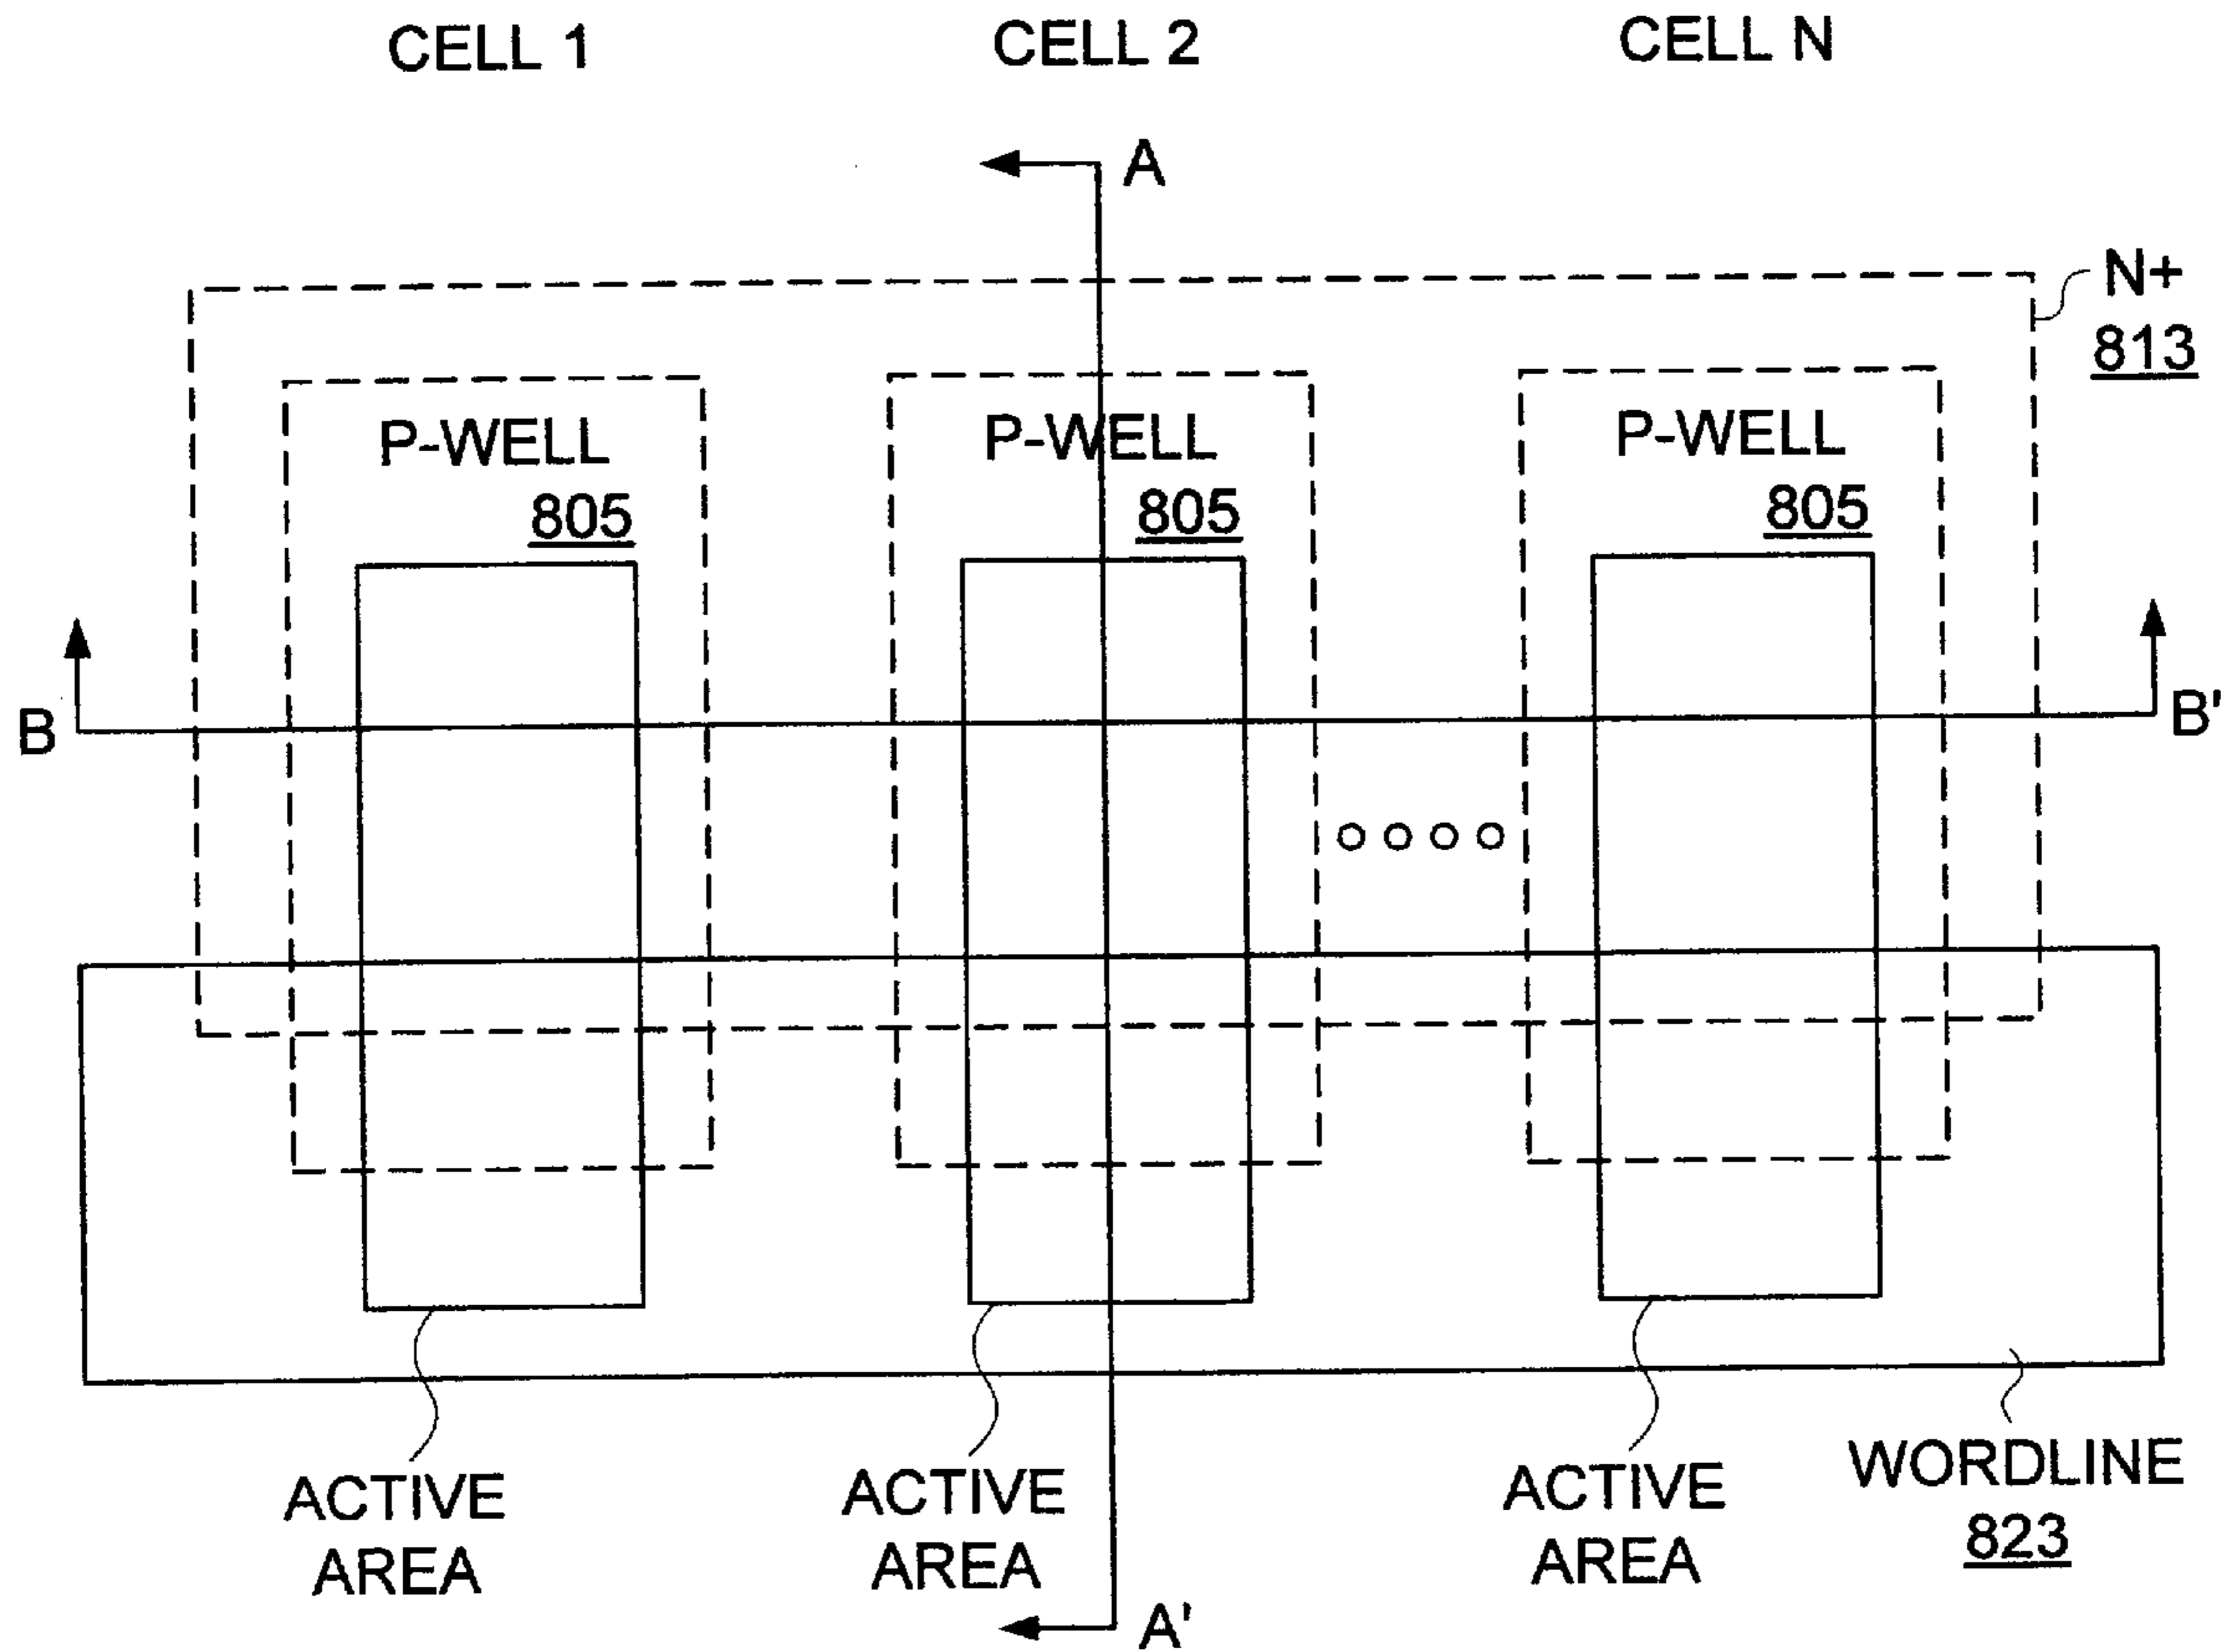 CELL 1
CELL 2
CELL N
A
N+
813
P-WELL
805
P-WELL
805
P-WELL
805
B
B'
ACTIVE
AREA
ACTIVE
AREA
ACTIVE
AREA
WORDLINE
823
A'